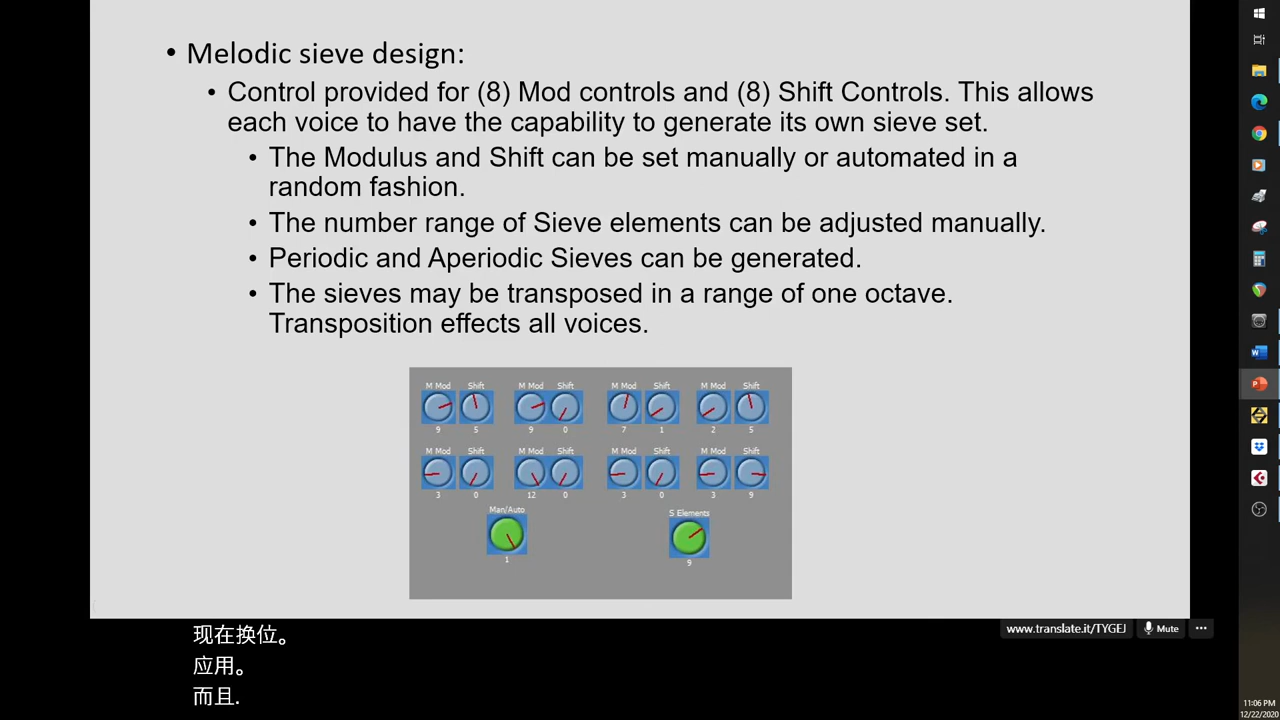 • Melodic sieve design:
• Control provided for (8) Mod controls and (8) Shift Controls. This allows
each voice to have the capability to generate its own sieve set.
• The Modulus and Shift can be set manually or automated in a
random fashion.
• The number range of Sieve elements can be adjusted manually.
• Periodic and Aperiodic Sieves can be generated.
• The sieves may be transposed in a range of one octave.
Transposition effects all voices.
M Mod Shift M Mod Shift M Mod Shift M Mod Shift
9 5 9 0 7 1 2 5
M Mod Shift M Mod Shift M Mod Shift M Mod Shift
3 0 12 0 3 0 3 9
Man/Auto S Elements
1 9
现在换位。
应用。
而且.
www.translate.it/TYGEJ Mute
11:06 PM
12/22/2020